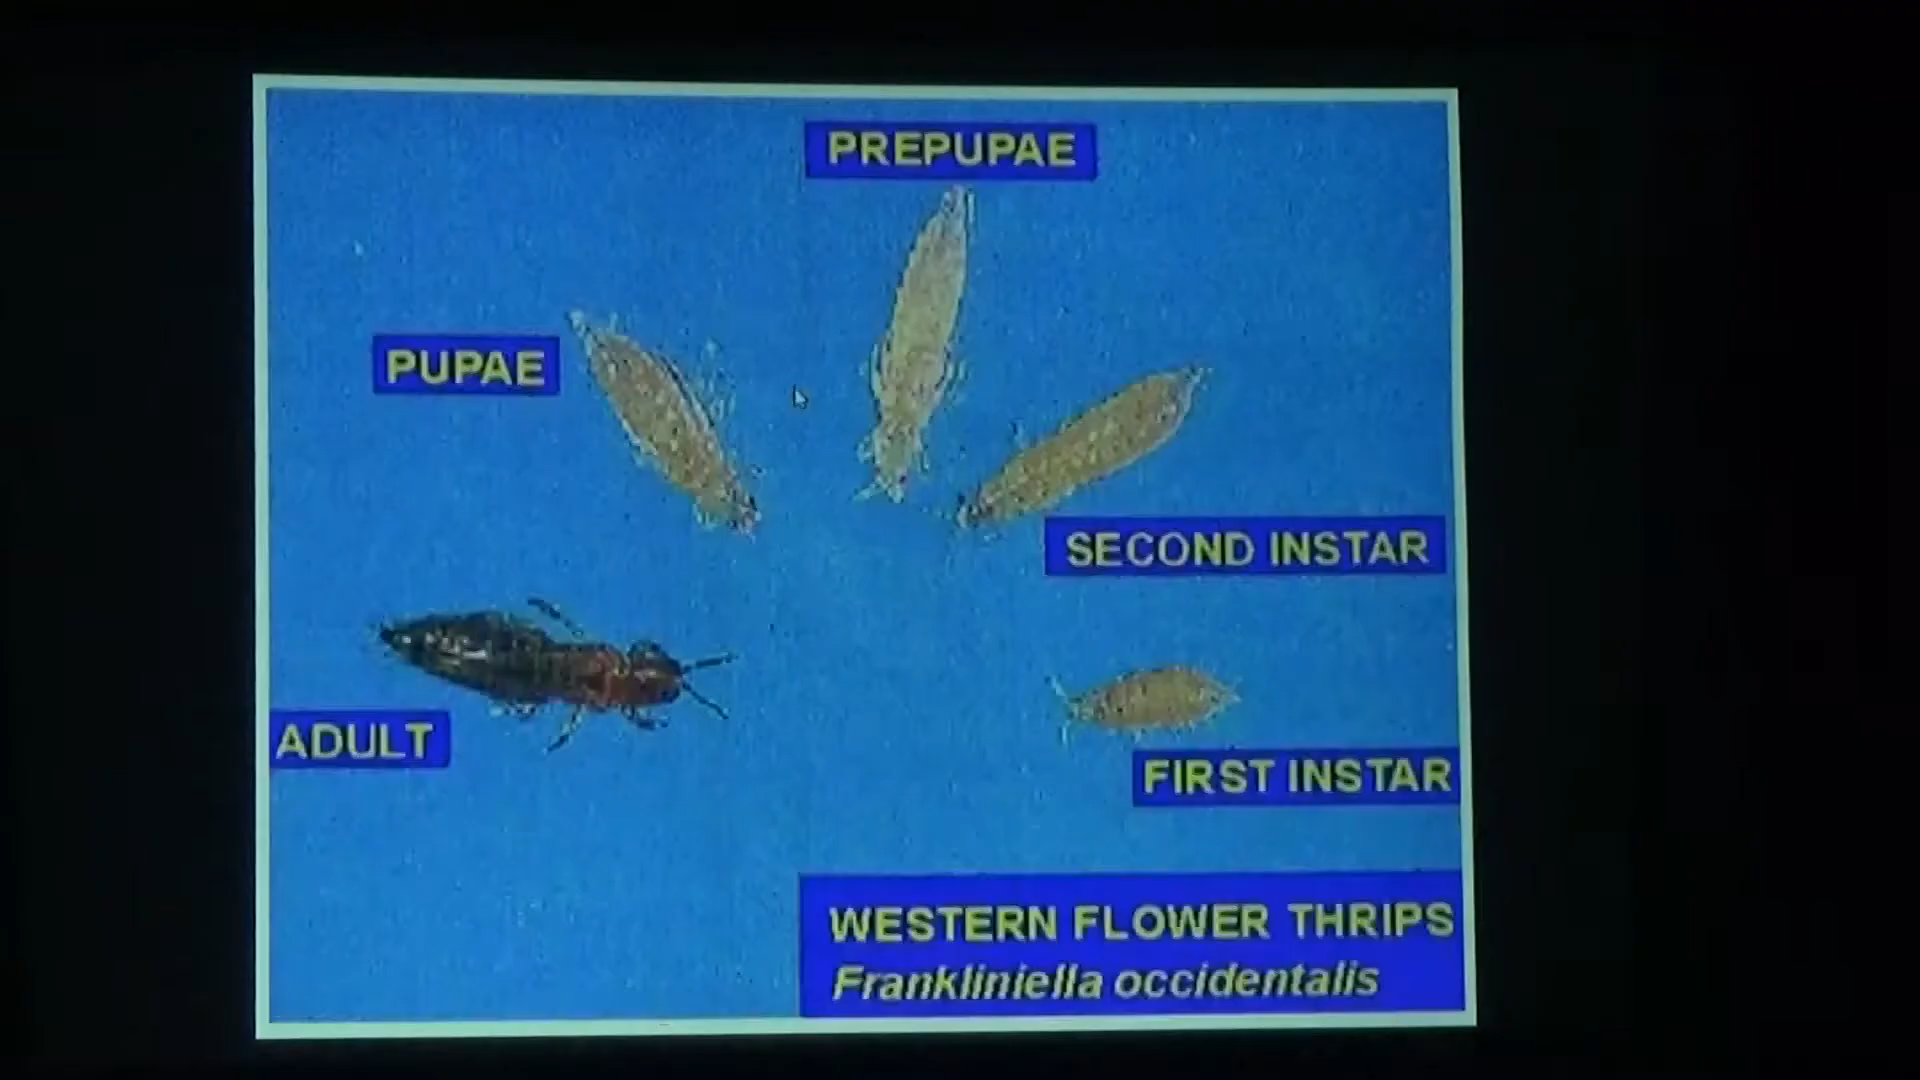 PREPUPAE
PUPAE
SECOND INSTAR
ADULT
FIRST INSTAR
WESTERN FLOWER THRIPS
Frankliniella occidentalis